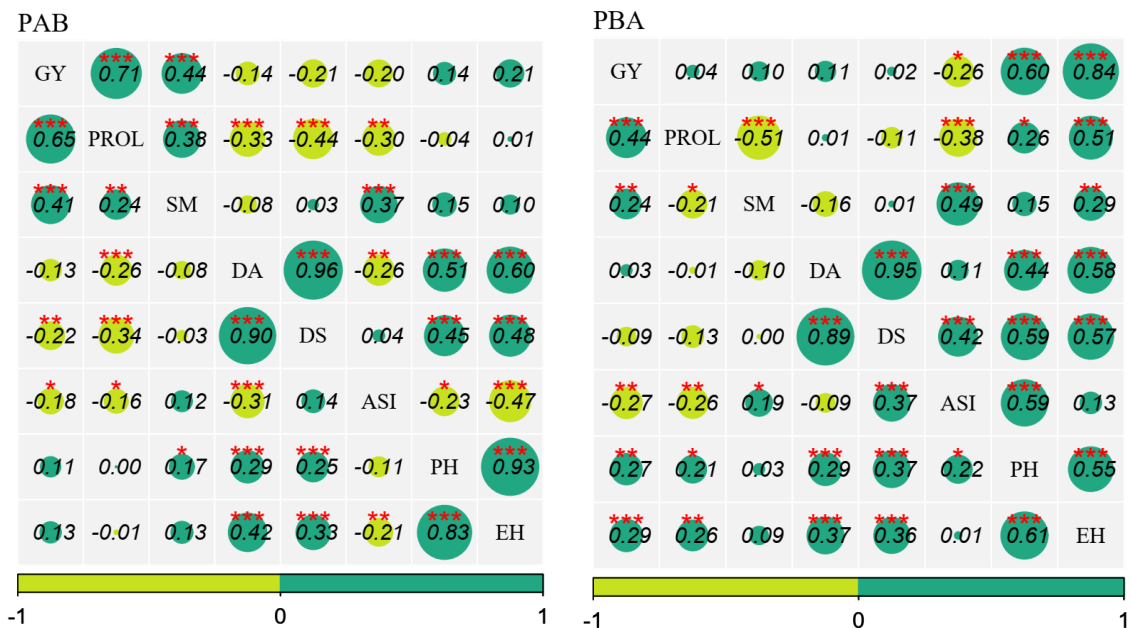 PAB
*** ***
GY 0.71 0.44 -0.14 -0.21 -0.20 0.14 0.21
*** *** *** *** **
0.65 PROL 0.38 -0.33 -0.44 -0.30 -0.04 0.01
*** ** ***
0.41 0.24 SM -0.08 0.03 0.37 0.15 0.10
*** *** ** *** ***
-0.13 -0.26 -0.08 DA 0.96 -0.26 0.51 0.60
** *** *** *** ***
-0.22 -0.34 -0.03 0.90 DS 0.04 0.45 0.48
* * *** * ***
-0.18 -0.16 0.12 -0.31 0.14 ASI -0.23 -0.47
* *** *** ***
0.11 0.00 0.17 0.29 0.25 -0.11 PH 0.93
*** *** ** ***
0.13 -0.01 0.13 0.42 0.33 -0.21 0.83 EH
-1 0 1
PBA
* *** ***
GY 0.04 0.10 0.11 0.02 -0.26 0.60 0.84
*** *** *** * ***
0.44 PROL -0.51 0.01 -0.11 -0.38 0.26 0.51
** * *** **
0.24 -0.21 SM -0.16 0.01 0.49 0.15 0.29
*** *** ***
0.03 -0.01 -0.10 DA 0.95 0.11 0.44 0.58
*** *** *** ***
-0.09 -0.13 0.00 0.89 DS 0.42 0.59 0.57
** ** * *** ***
-0.27 -0.26 0.19 -0.09 0.37 ASI 0.59 0.13
** * *** *** * ***
0.27 0.21 0.03 0.29 0.37 0.22 PH 0.55
*** ** *** *** ***
0.29 0.26 0.09 0.37 0.36 0.01 0.61 EH
-1 0 1